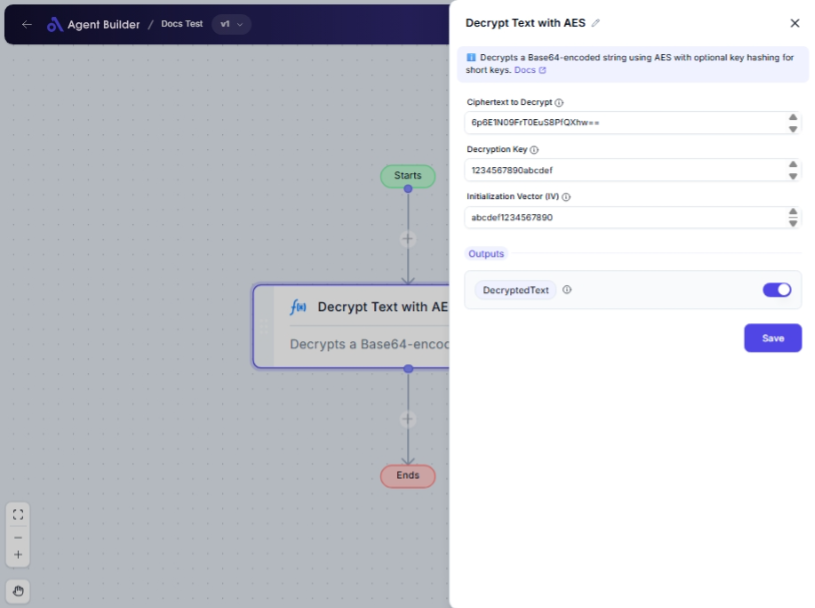 Agent Builder / Docs Test v1
Starts
Decrypt Text with AE
Decrypts a Base64-encoc
Ends
Decrypt Text with AES
Decrypts a Base64-encoded string using AES with optional key hashing for
short keys. Docs
Ciphertext to Decrypt
6p6E1N09FrT0EuS8PfQXhw==
Decryption Key
1234567890abcdef
Initialization Vector (IV)
abcdef1234567890
Outputs
DecryptedText
Save